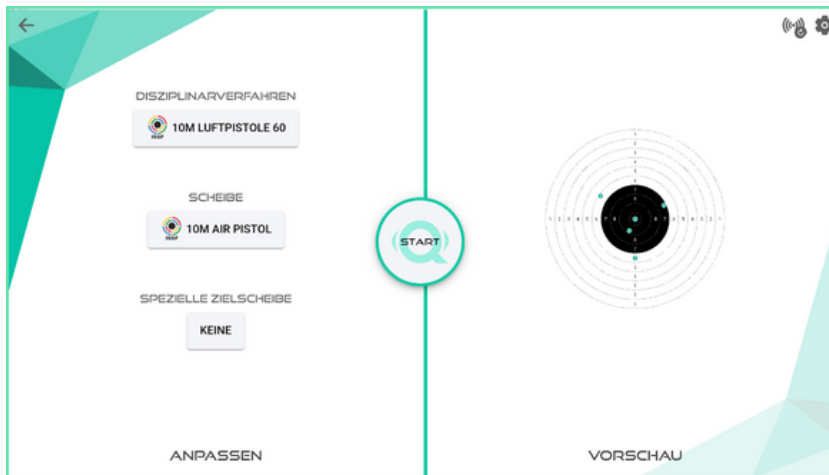 DISZIPLINARVERFAHREN
10M LUFTPISTOLE 60
SCHEIBE
10M AIR PISTOL
SPEZIELLE ZIELSCHEIBE
KEINE
ANPASSEN
START
VORSCHAU